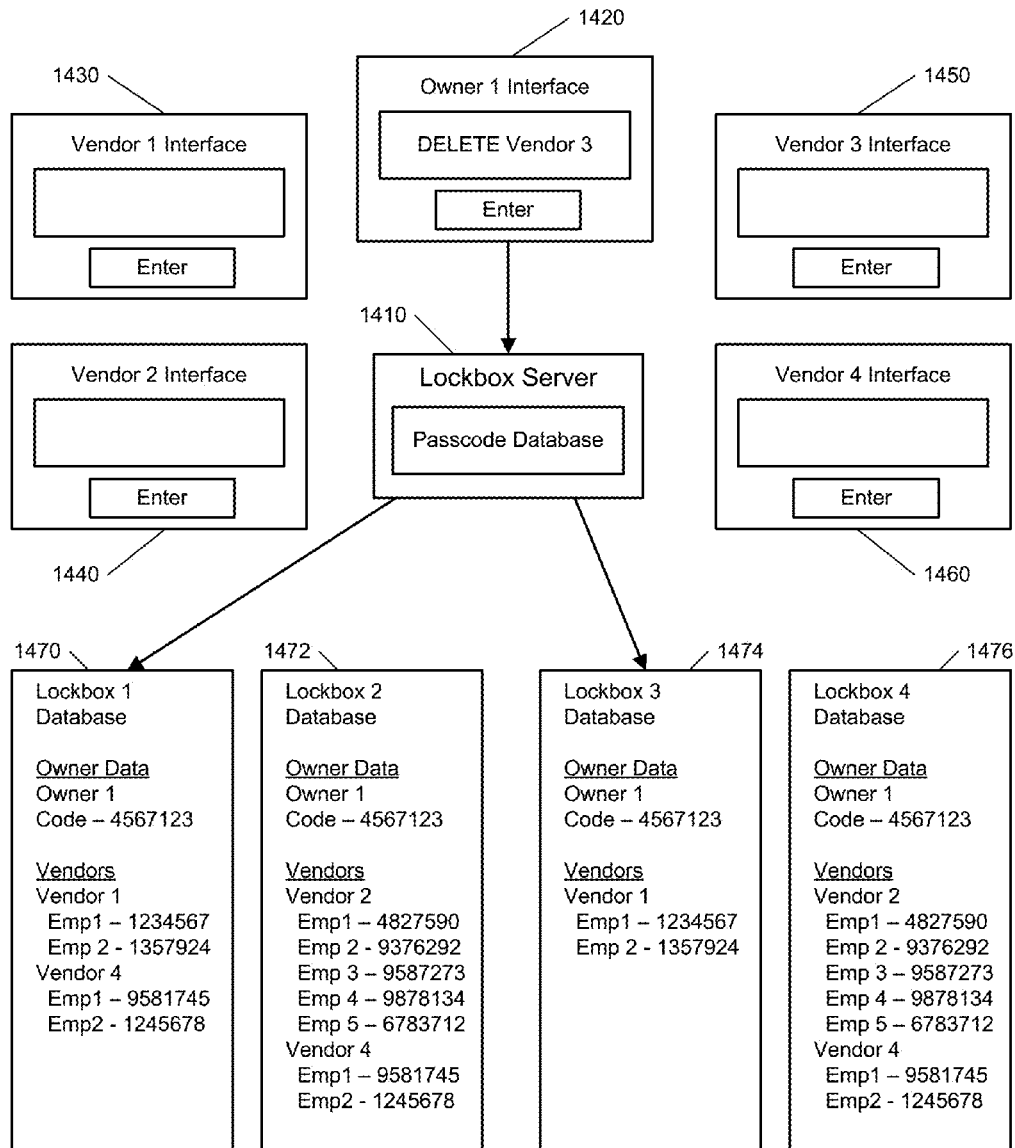 1420
1430
Owner 1 Interface
1450
Vendor 1 Interface
DELETE Vendor 3
Vendor 3 Interface
Enter
Enter
Enter
1410
Vendor 2 Interface
Lockbox Server
Vendor 4 Interface
Passcode Database
Enter
Enter
1440
1460
1470
1472
1474
1476
Lockbox 1
Database
Owner Data
Owner 1
Code – 4567123
Vendors
Vendor 1
Emp1 – 1234567
Emp 2 - 1357924
Vendor 4
Emp1 – 9581745
Emp2 - 1245678
Lockbox 2
Database
Owner Data
Owner 1
Code – 4567123
Vendors
Vendor 2
Emp1 – 4827590
Emp 2 - 9376292
Emp 3 – 9587273
Emp 4 – 9878134
Emp 5 – 6783712
Vendor 4
Emp1 – 9581745
Emp2 - 1245678
Lockbox 3
Database
Owner Data
Owner 1
Code – 4567123
Vendors
Vendor 1
Emp1 – 1234567
Emp 2 - 1357924
Lockbox 4
Database
Owner Data
Owner 1
Code – 4567123
Vendors
Vendor 2
Emp1 – 4827590
Emp 2 - 9376292
Emp 3 – 9587273
Emp 4 – 9878134
Emp 5 – 6783712
Vendor 4
Emp1 – 9581745
Emp2 - 1245678